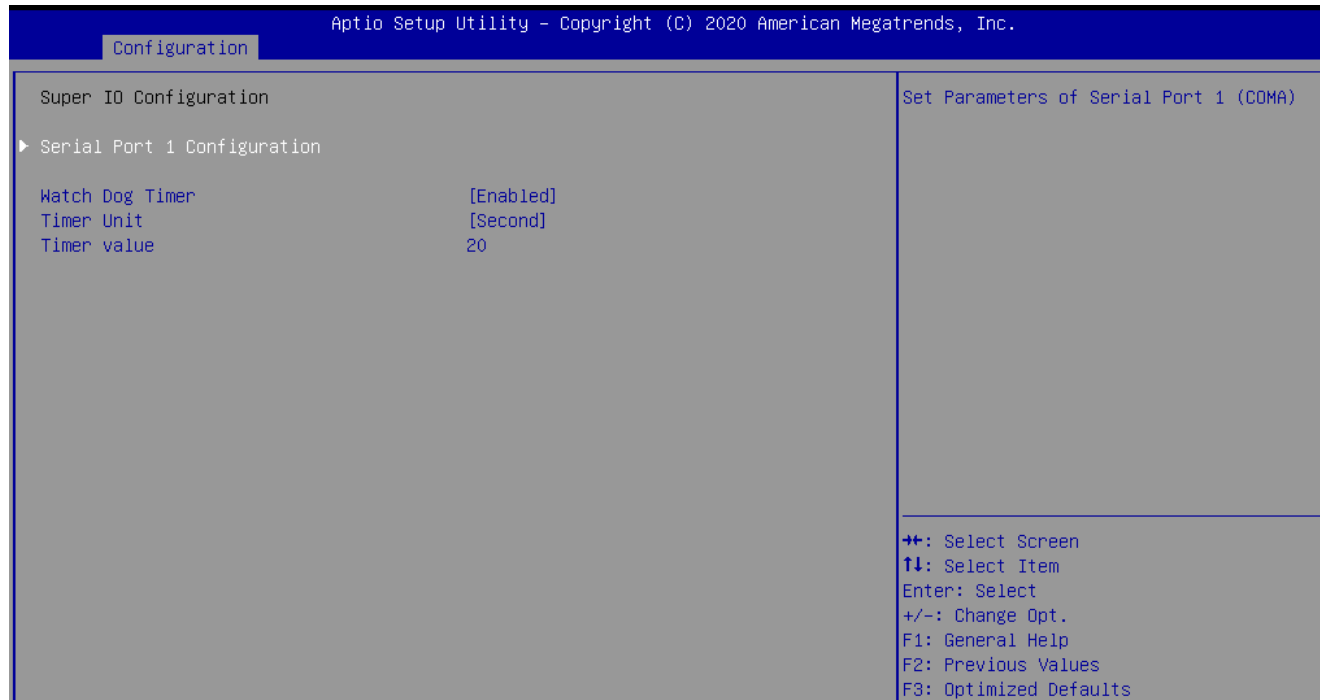 Aptio Setup Utility – Copyright (C) 2020 American Megatrends, Inc.
Configuration
Super IO Configuration
Serial Port 1 Configuration
Watch Dog Timer [Enabled]
Timer Unit [Second]
Timer value 20
Set Parameters of Serial Port 1 (COMA)
→←: Select Screen
↑↓: Select Item
Enter: Select
+/-: Change Opt.
F1: General Help
F2: Previous Values
F3: Optimized Defaults